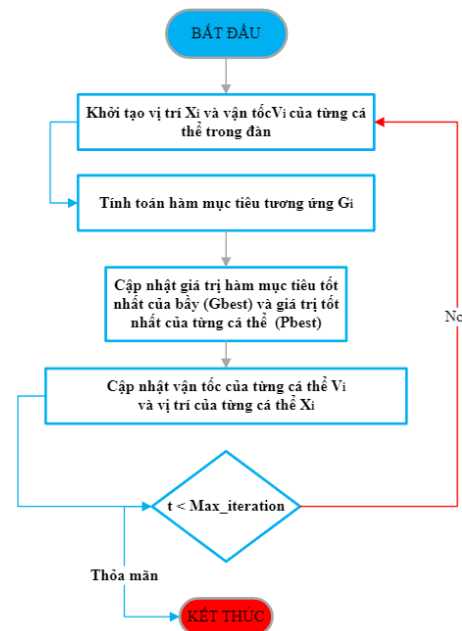 BẮT ĐẦU
Khởi tạo vị trí Xi và vận tốcVi của từng cá
thể trong đàn
Tính toán hàm mục tiêu tương ứng Gi
Cập nhật giá trị hàm mục tiêu tốt
nhất của bầy (Gbest) và giá trị tốt
nhất của từng cá thể (Pbest)
No
Cập nhật vận tốc của từng cá thể Vi
và vị trí của từng cá thể Xi
t < Max_iteration
Thỏa mãn
KẾT THÚC